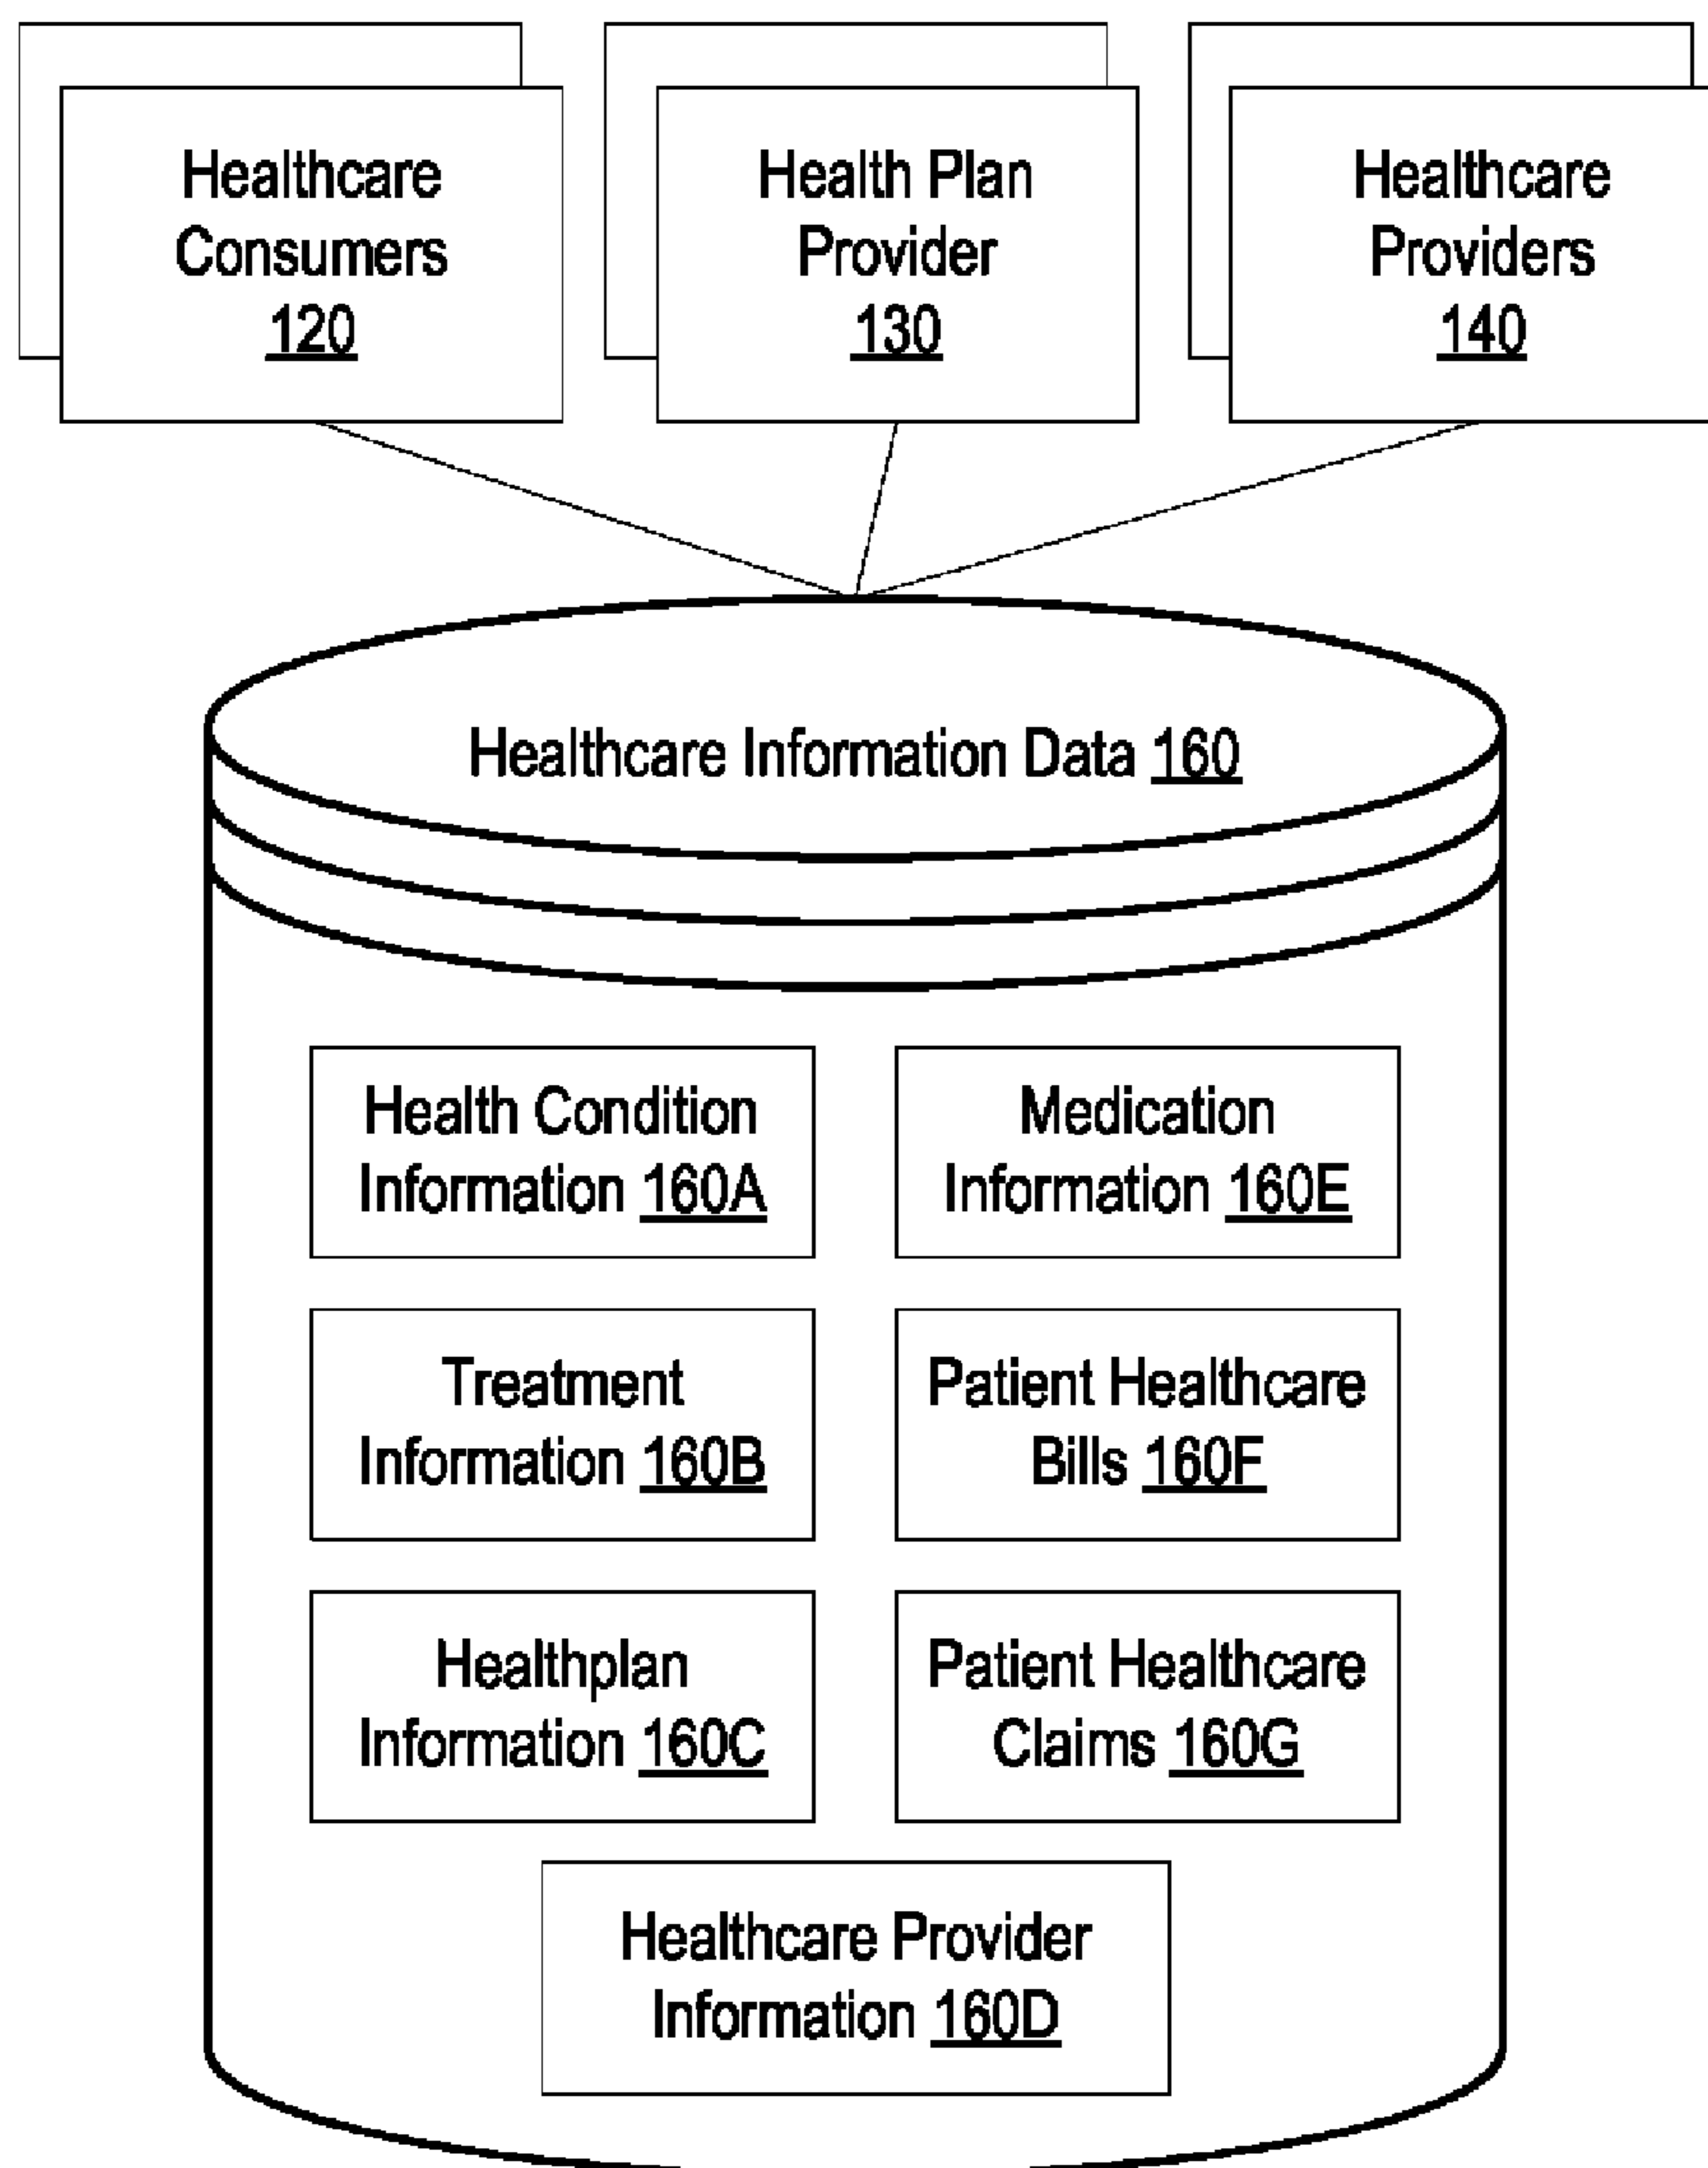 Healthcare
Consumers
120
Health Plan
Provider
130
Healthcare
Providers
140
Healthcare Information Data 160
Health Condition
Information 160A
Medication
Information 160E
Treatment
Information 160B
Patient Healthcare
Bills 160F
Healthplan
Information 160C
Patient Healthcare
Claims 160G
Healthcare Provider
Information 160D